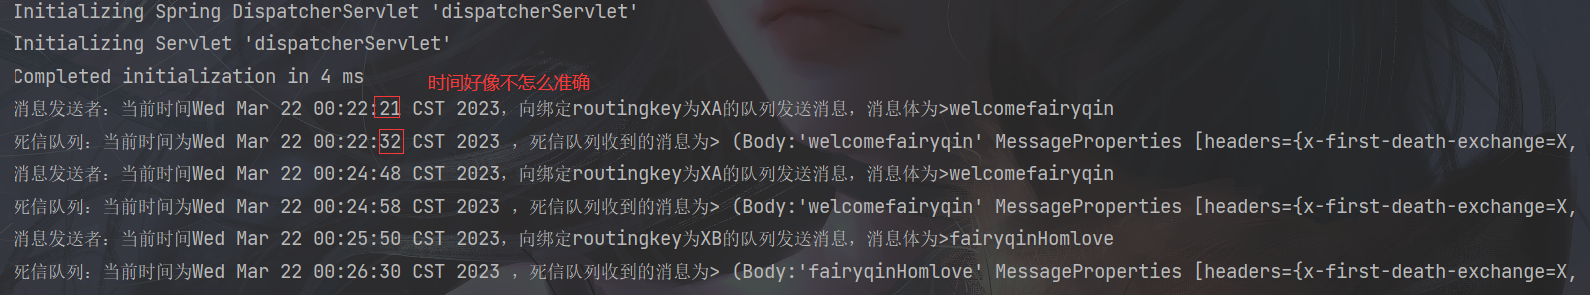 Initializing Spring DispatcherServlet 'dispatcherServlet'
Initializing Servlet 'dispatcherServlet'
Completed initialization in 4 ms
时间好像不怎么准确
消息发送者：当前时间Wed Mar 22 00:22:21 CST 2023，向绑定routingkey为XA的队列发送消息，消息体为>welcomefairyqin
死信队列：当前时间为Wed Mar 22 00:22:32 CST 2023 ，死信队列收到的消息为> (Body:'welcomefairyqin' MessageProperties [headers={x-first-death-exchange=X,
消息发送者：当前时间Wed Mar 22 00:24:48 CST 2023，向绑定routingkey为XA的队列发送消息，消息体为>welcomefairyqin
死信队列：当前时间为Wed Mar 22 00:24:58 CST 2023 ，死信队列收到的消息为> (Body:'welcomefairyqin' MessageProperties [headers={x-first-death-exchange=X,
消息发送者：当前时间Wed Mar 22 00:25:50 CST 2023，向绑定routingkey为XB的队列发送消息，消息体为>fairyqinHomlove
死信队列：当前时间为Wed Mar 22 00:26:30 CST 2023 ，死信队列收到的消息为> (Body:'fairyqinHomlove' MessageProperties [headers={x-first-death-exchange=X,